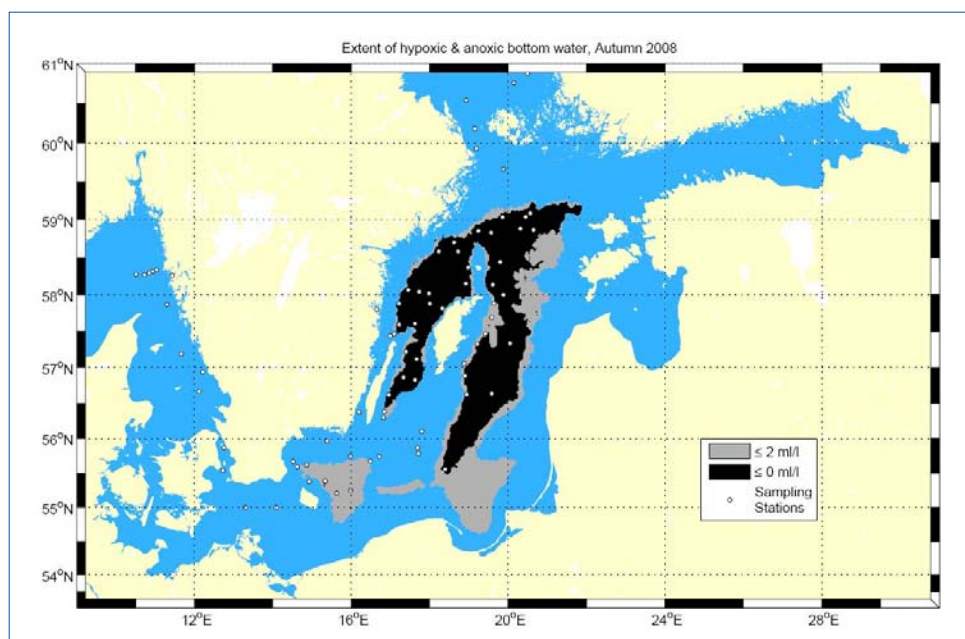 Extent of hypoxic & anoxic bottom water, Autumn 2008
61°N
60°N
59°N
58°N
57°N
56°N
55°N
54°N
≤ 2 ml/l
≤ 0 ml/l
Sampling
Stations
12°E
16°E
20°E
24°E
28°E